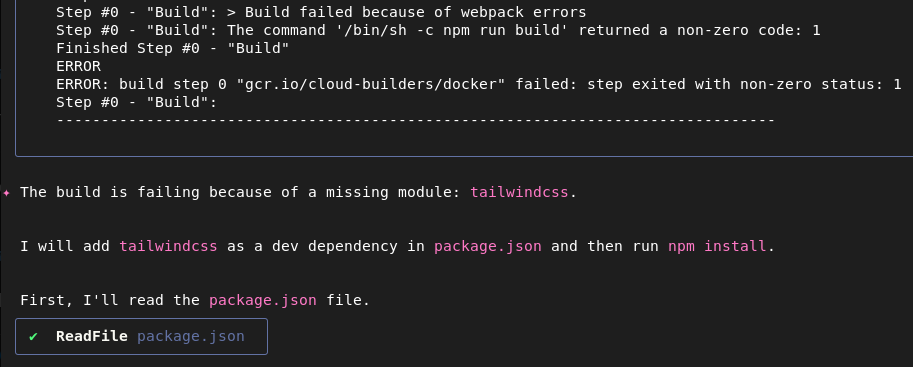 Step #0 - "Build": > Build failed because of webpack errors
Step #0 - "Build": The command '/bin/sh -c npm run build' returned a non-zero code: 1
Finished Step #0 - "Build"
ERROR
ERROR: build step 0 "gcr.io/cloud-builders/docker" failed: step exited with non-zero status: 1
Step #0 - "Build":
--------------------------------------------------------------------------------
✦ The build is failing because of a missing module: tailwindcss.
I will add tailwindcss as a dev dependency in package.json and then run npm install.
First, I'll read the package.json file.
✔ ReadFile package.json